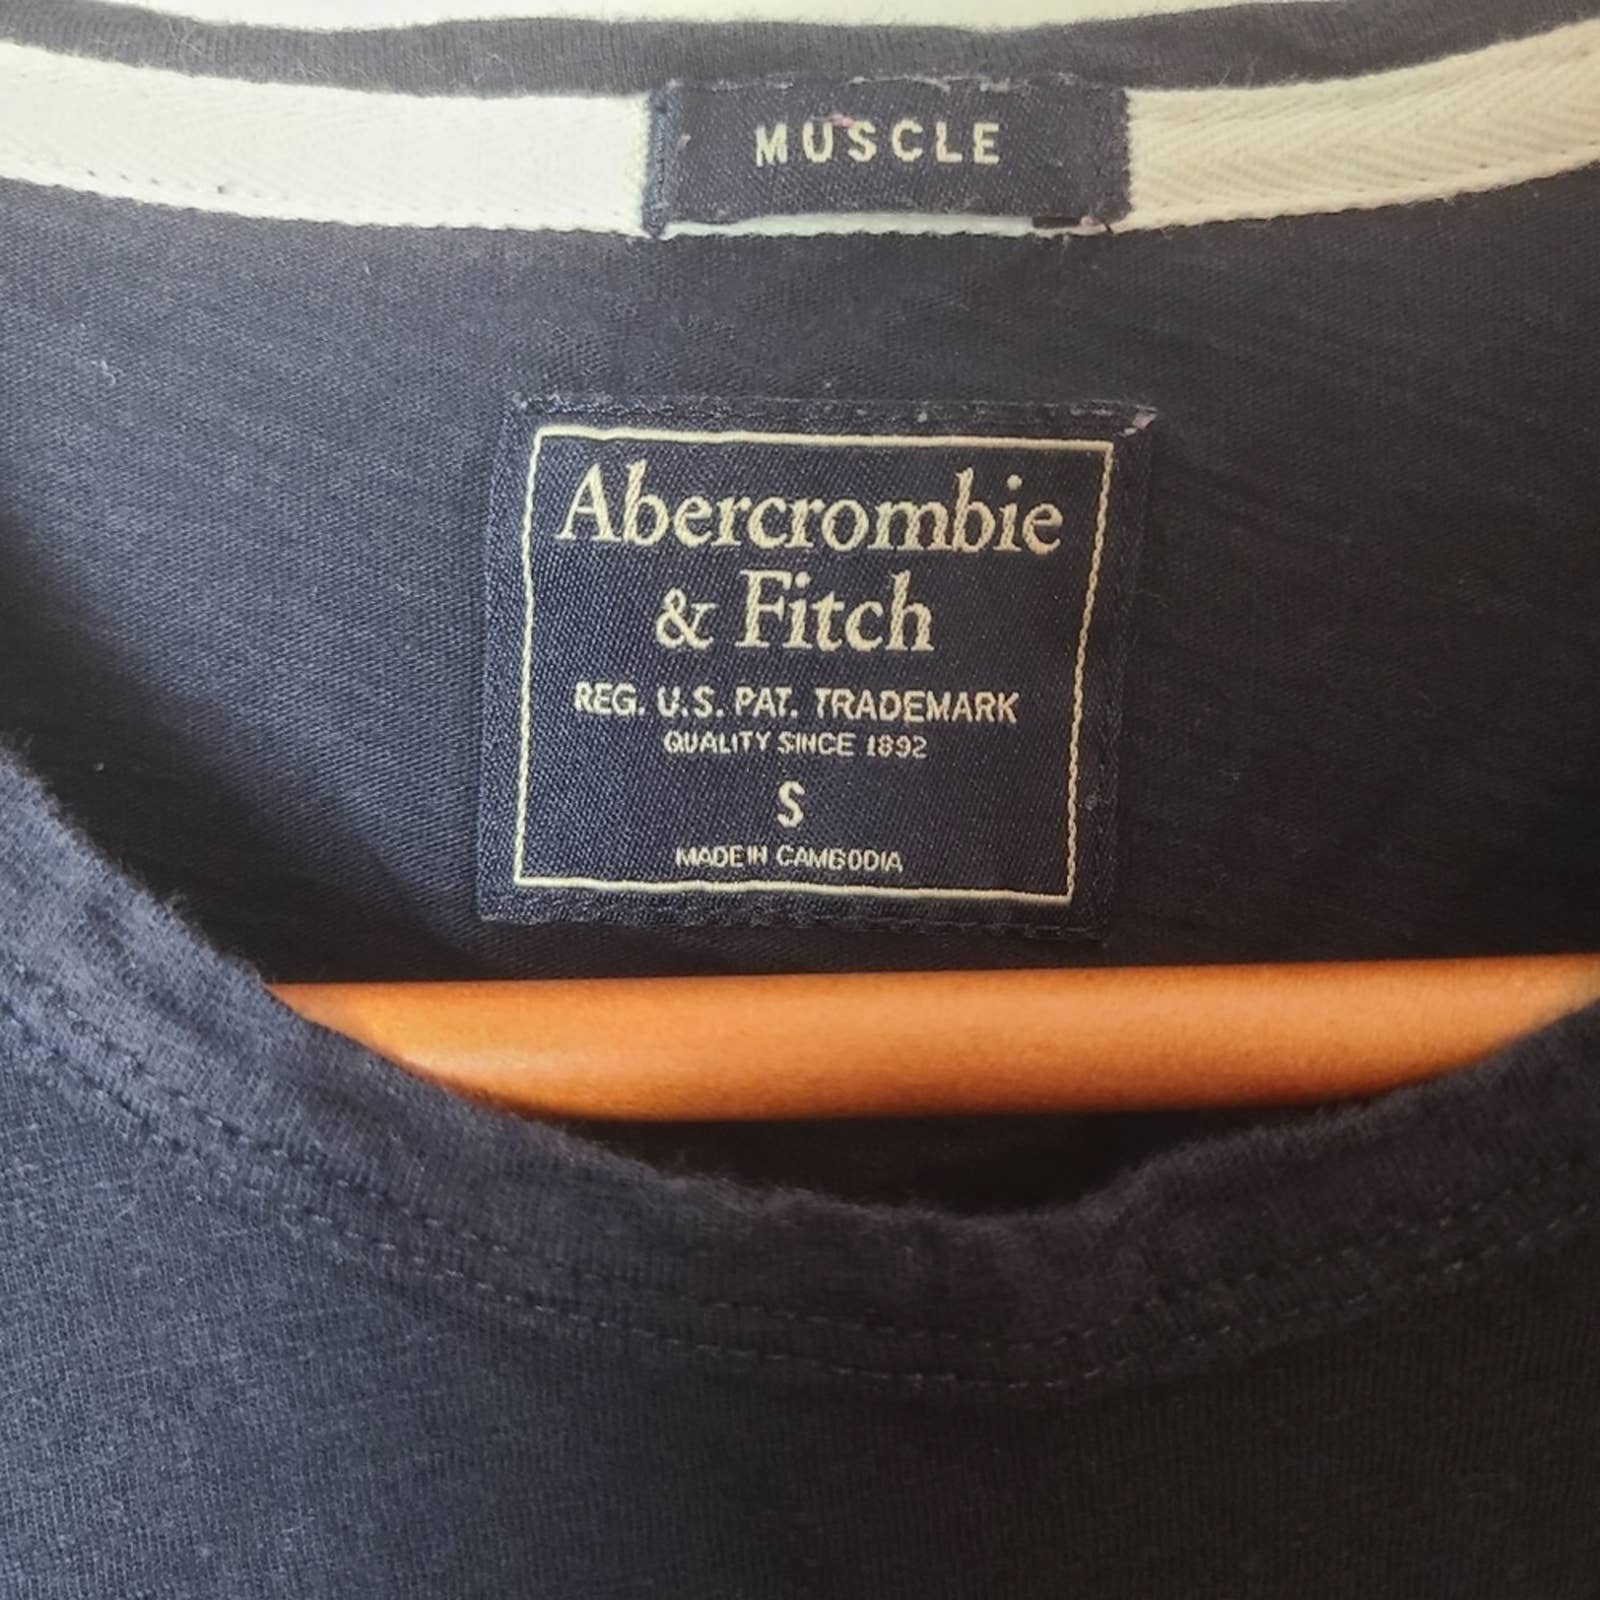 MUSCLE
Abercrombie
& Fitch
REG. U.S. PAT. TRADEMARK
QUALITY SINCE 1892
S
MADE IN CAMBODIA